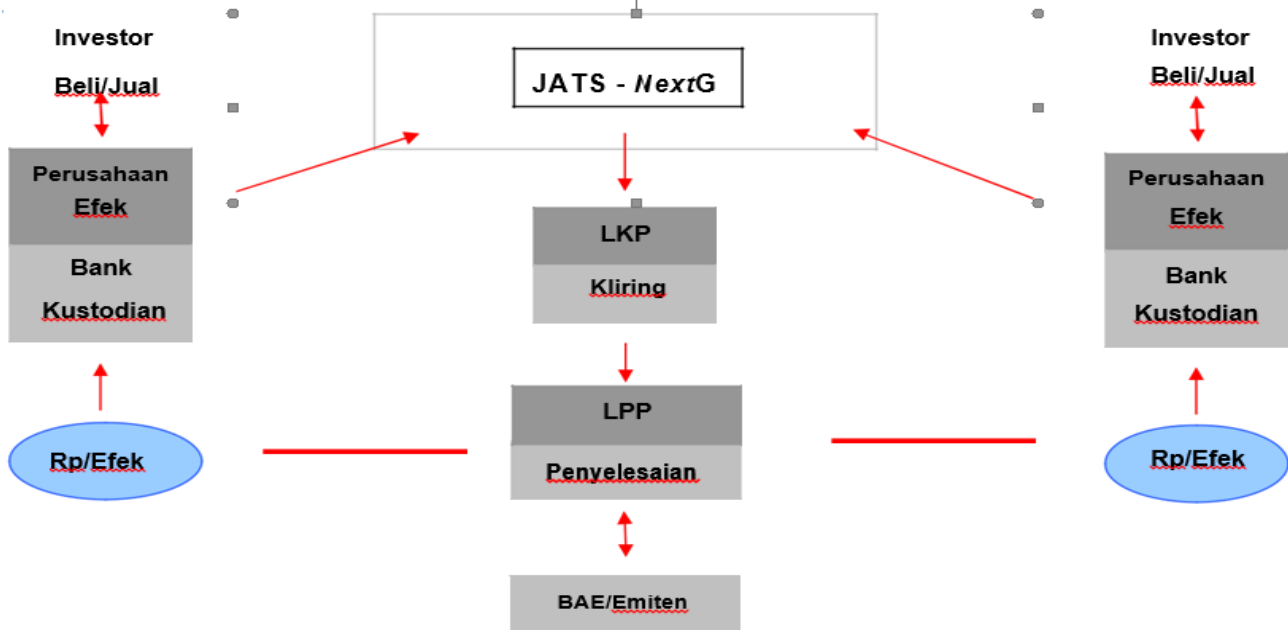 Investor
Beli/Jual
Perusahaan
Efek
Bank
Kustodian
Rp/Efek
JATS - NextG
LKP
Kliring
LPP
Penyelesaian
BAE/Emiten
Investor
Beli/Jual
Perusahaan
Efek
Bank
Kustodian
Rp/Efek